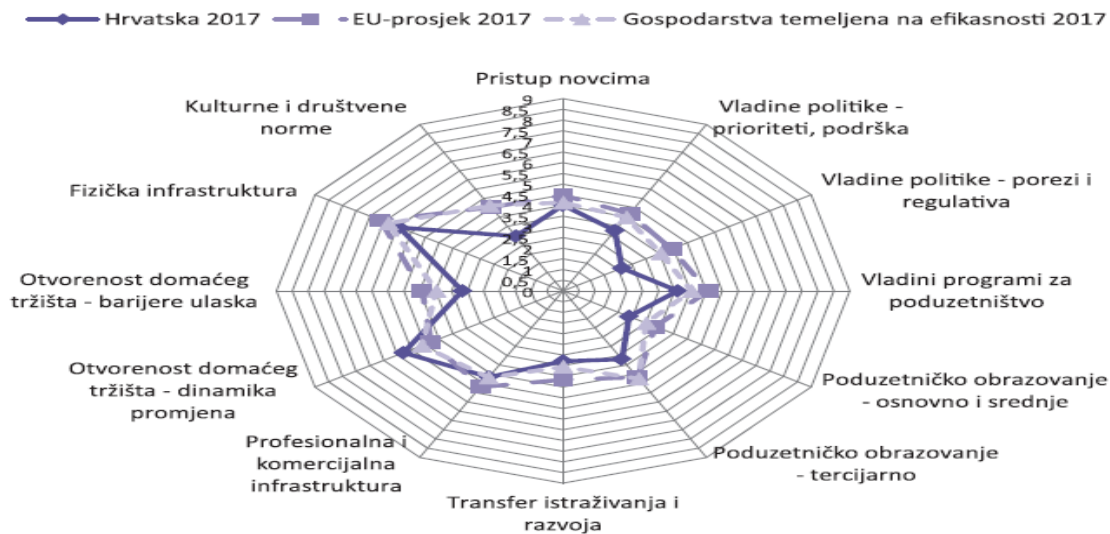 Hrvatska 2017 EU-prosjek 2017 Gospodarstva temeljena na efikasnosti 2017
Pristup novcima
Vladine politike -
prioriteti, podrška
Vladine politike - porezi i
regulativa
Vladini programi za
poduzetništvo
Poduzetničko obrazovanje
- osnovno i srednje
Poduzetničko obrazovanje
- tercijarno
Transfer istraživanja i
razvoja
Profesionalna i
komercijalna
infrastruktura
Otvorenost domaćeg
tržišta - dinamika
promjena
Otvorenost domaćeg
tržišta - barijere ulaska
Fizička infrastruktura
Kulturne i društvene
norme
9
8,5
8
7,5
7
6,5
6
5,5
5
4,5
4
3,5
3
2,5
2
1,5
1
0,5
0